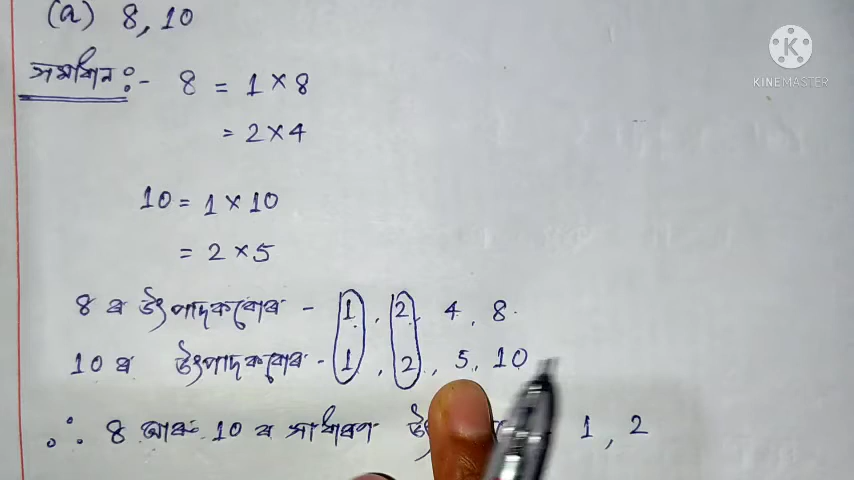 (a) 8, 10
সমাধান :- 8 = 1 × 8
= 2 × 4
10 = 1 × 10
= 2 × 5
8 ৰ উৎপাদকবোৰ - 1, 2, 4, 8
10 ৰ উৎপাদকবোৰ - 1, 2, 5, 10
∴ 8 আৰু 10 ৰ সাধাৰণ 1, 2
KINEMASTER